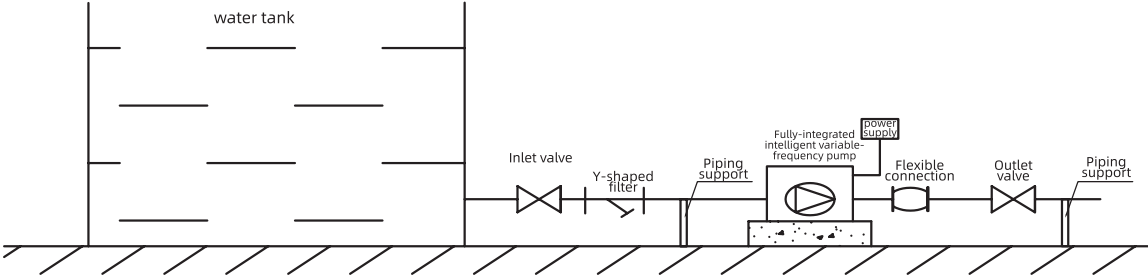 water tank
Inlet valve
Y-shaped
filter
Piping
support
Fully-integrated
intelligent variable-
frequency pump
power
supply
Flexible
connection
Outlet
valve
Piping
support